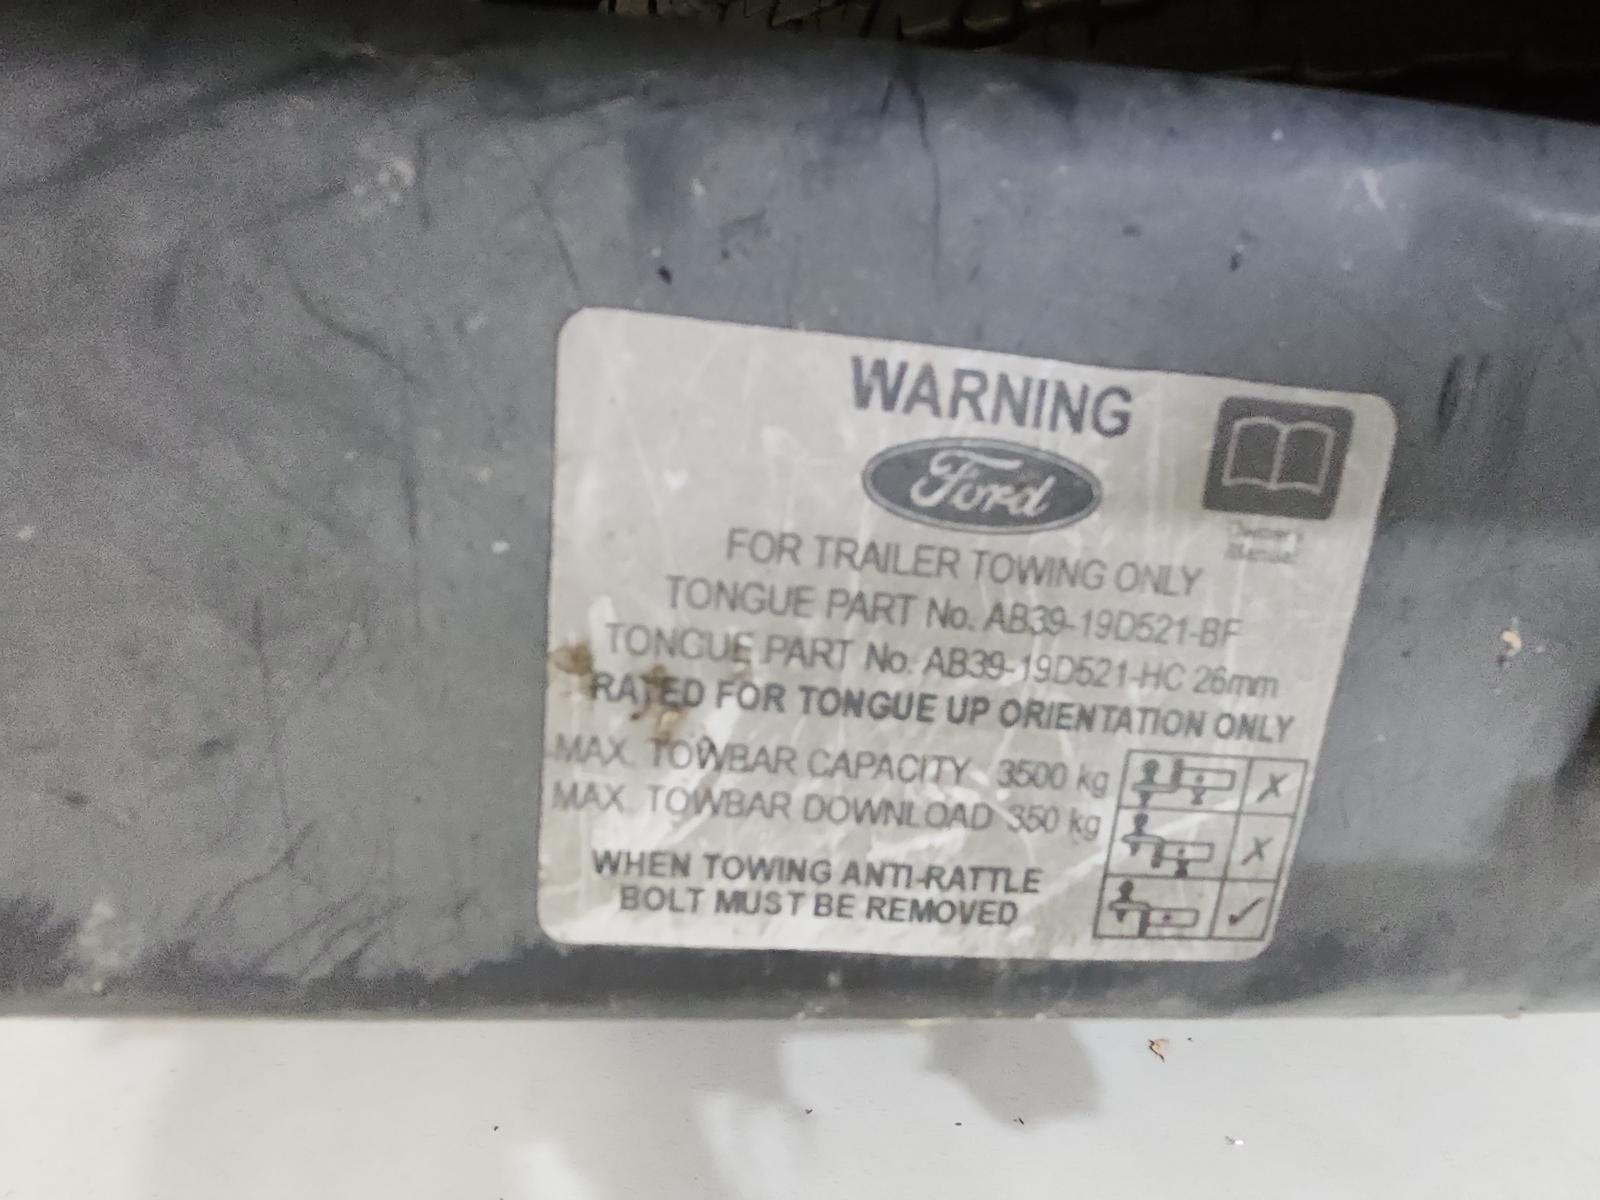 WARNING
Ford
Owner's
Manual
FOR TRAILER TOWING ONLY
TONGUE PART No. AB39-19D521-BF
TONGUE PART No. AB39-19D521-HC 26mm
RATED FOR TONGUE UP ORIENTATION ONLY
MAX. TOWBAR CAPACITY 3500 kg
MAX. TOWBAR DOWNLOAD 350 kg
WHEN TOWING ANTI-RATTLE
BOLT MUST BE REMOVED